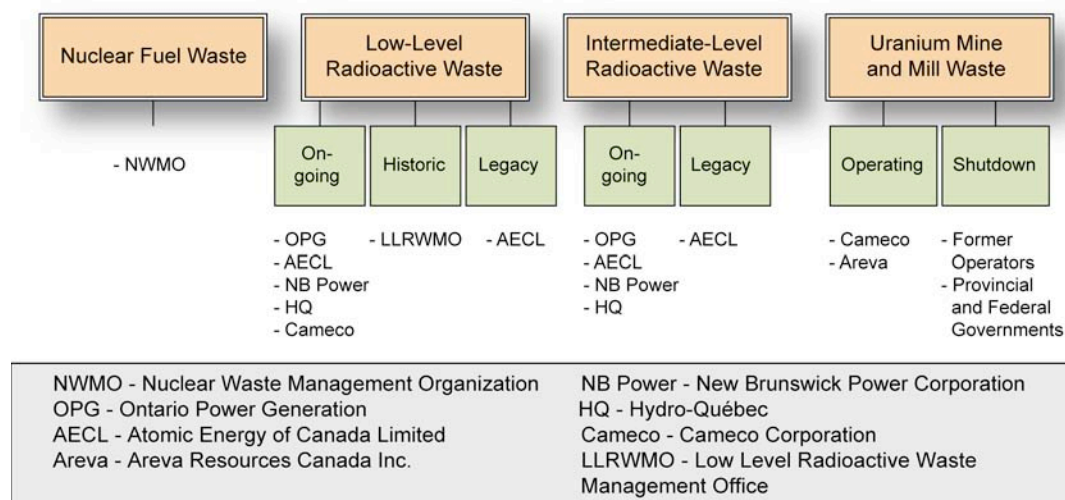 Nuclear Fuel Waste
Low-Level
Radioactive Waste
Intermediate-Level
Radioactive Waste
Uranium Mine
and Mill Waste
- NWMO
On-
going
Historic
Legacy
On-
going
Legacy
Operating
Shutdown
- OPG
- AECL
- NB Power
- HQ
- Cameco
- LLRWMO
- AECL
- OPG
- AECL
- NB Power
- HQ
- AECL
- Cameco
- Areva
- Former
Operators
- Provincial
and Federal
Governments
NWMO - Nuclear Waste Management Organization
OPG - Ontario Power Generation
AECL - Atomic Energy of Canada Limited
Areva - Areva Resources Canada Inc.
NB Power - New Brunswick Power Corporation
HQ - Hydro-Québec
Cameco - Cameco Corporation
LLRWMO - Low Level Radioactive Waste
Management Office